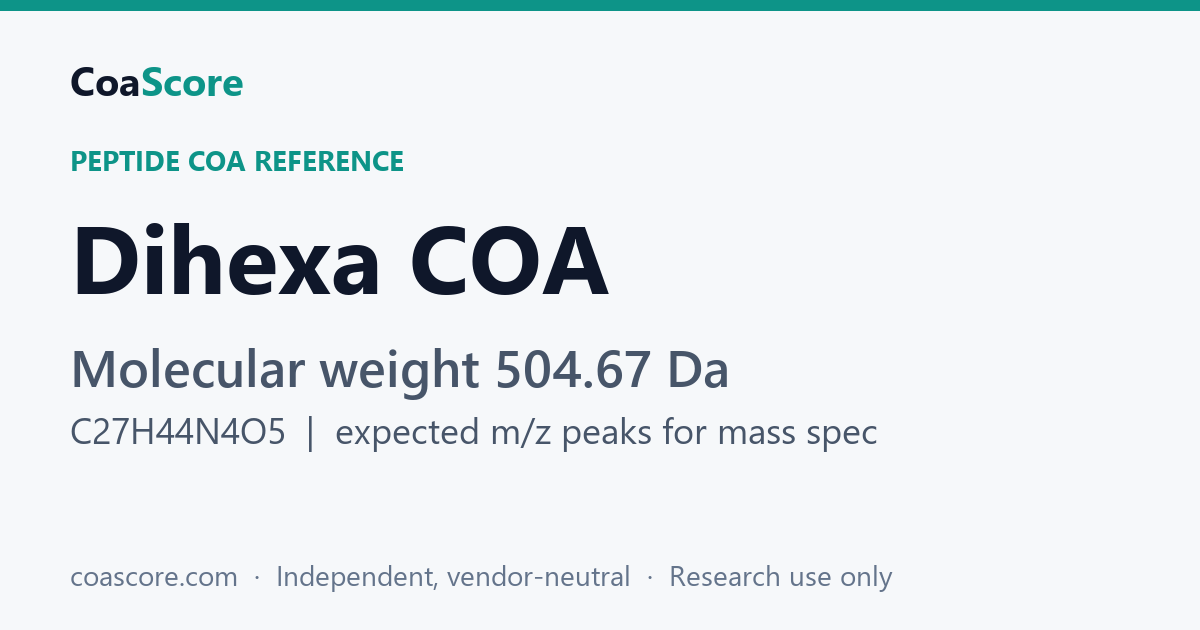 CoaScore
PEPTIDE COA REFERENCE
Dihexa COA
Molecular weight 504.67 Da
C27H44N4O5 | expected m/z peaks for mass spec
coascore.com · Independent, vendor-neutral · Research use only